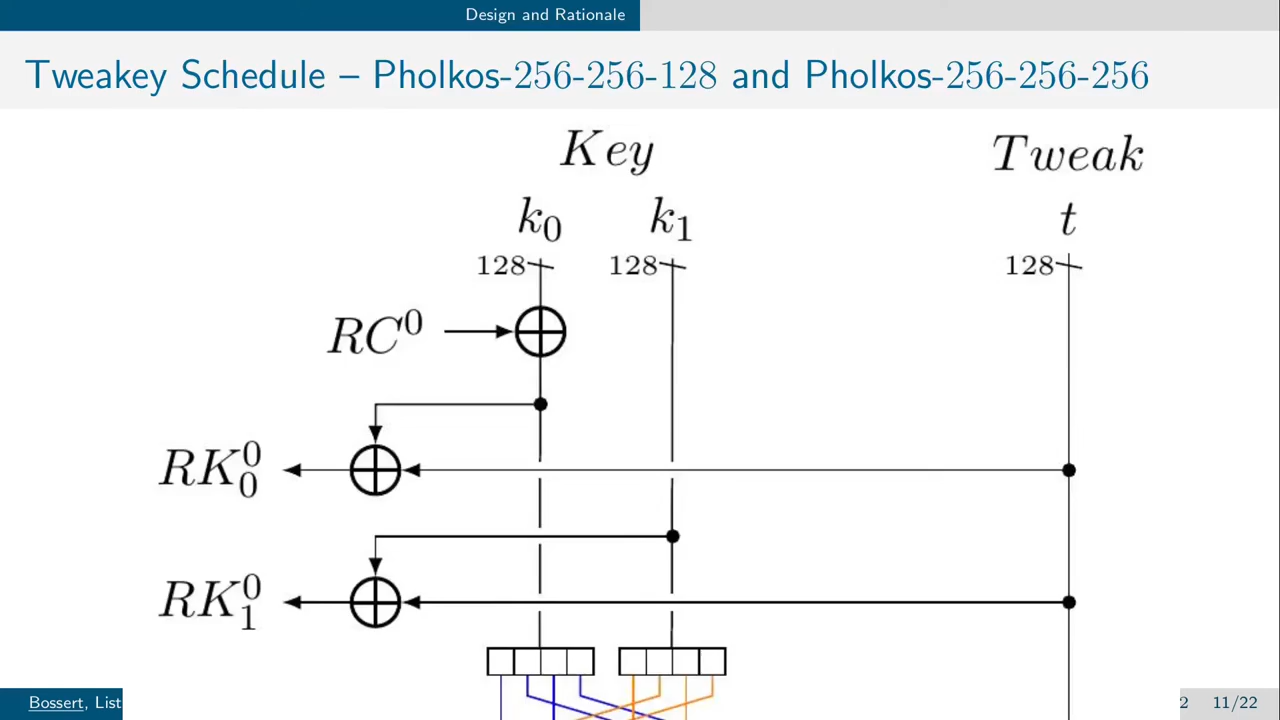 Design and Rationale
Tweakey Schedule – Pholkos-256-256-128 and Pholkos-256-256-256
Key
Tweak
k₀ k₁ t
128 128 128
RC⁰
RK⁰₀
RK⁰₁
Bossert, List
2 11/22